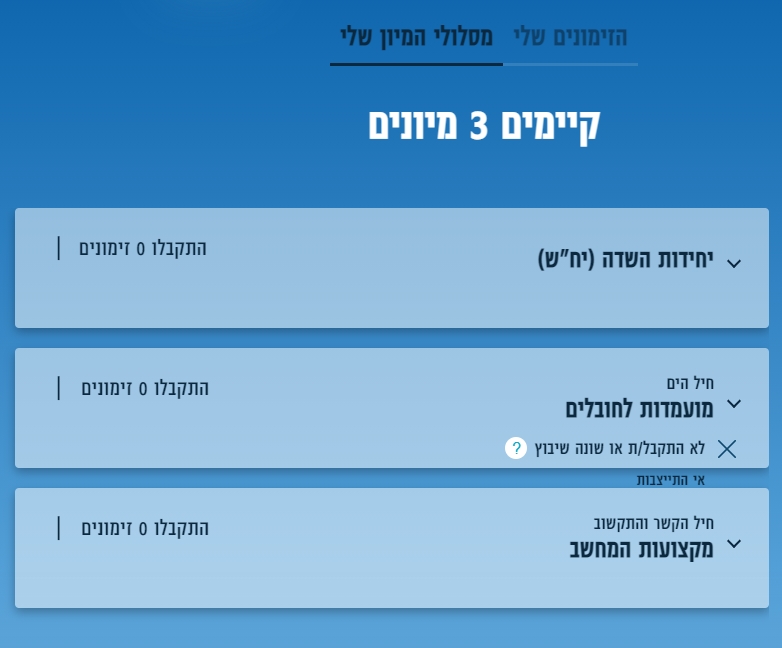 הזימונים שלי
מסלולי המיון שלי
קיימים 3 מיונים
יחידות השדה (יח"ש)
התקבלו 0 זימונים
חיל הים
מועמדות לחובלים
התקבלו 0 זימונים
לא התקבל/ת או שונה שיבוץ ?
אי התייצבות
חיל הקשר והתקשוב
מקצועות המחשב
התקבלו 0 זימונים